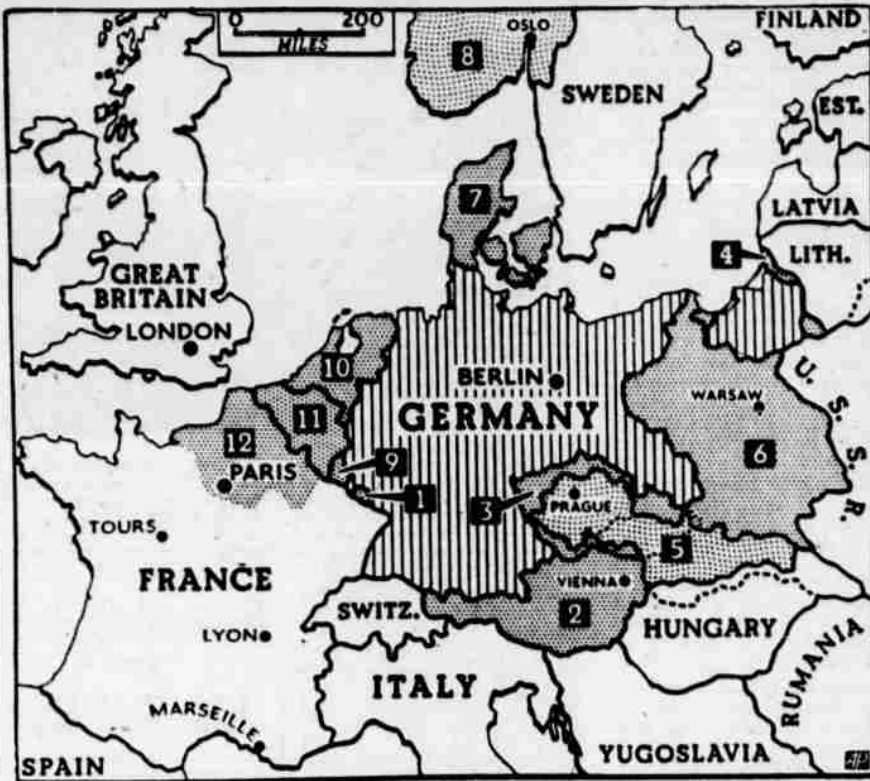 0 200
MILES
OSLO
8
FINLAND
SWEDEN
EST.
7
LATVIA
4
LITH.
GREAT
BRITAIN
LONDON
10
BERLIN
U.S.S.R.
WARSAW
11
GERMANY
12
6
9
PARIS
1
3
PRAGUE
TOURS
5
FRANCE
VIENNA
SWITZ.
2
HUNGARY
LYON
RUMANIA
ITALY
MARSEILLE
SPAIN
YUGOSLAVIA
AP